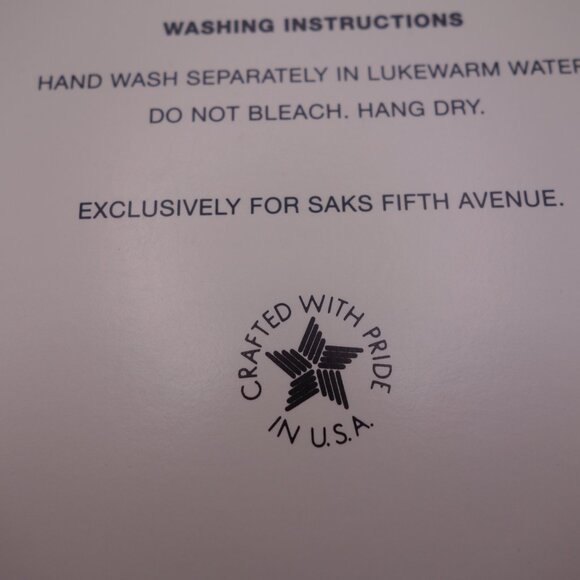 WASHING INSTRUCTIONS
HAND WASH SEPARATELY IN LUKEWARM WATER
DO NOT BLEACH. HANG DRY.
EXCLUSIVELY FOR SAKS FIFTH AVENUE.
CRAFTED WITH PRIDE
IN U.S.A.